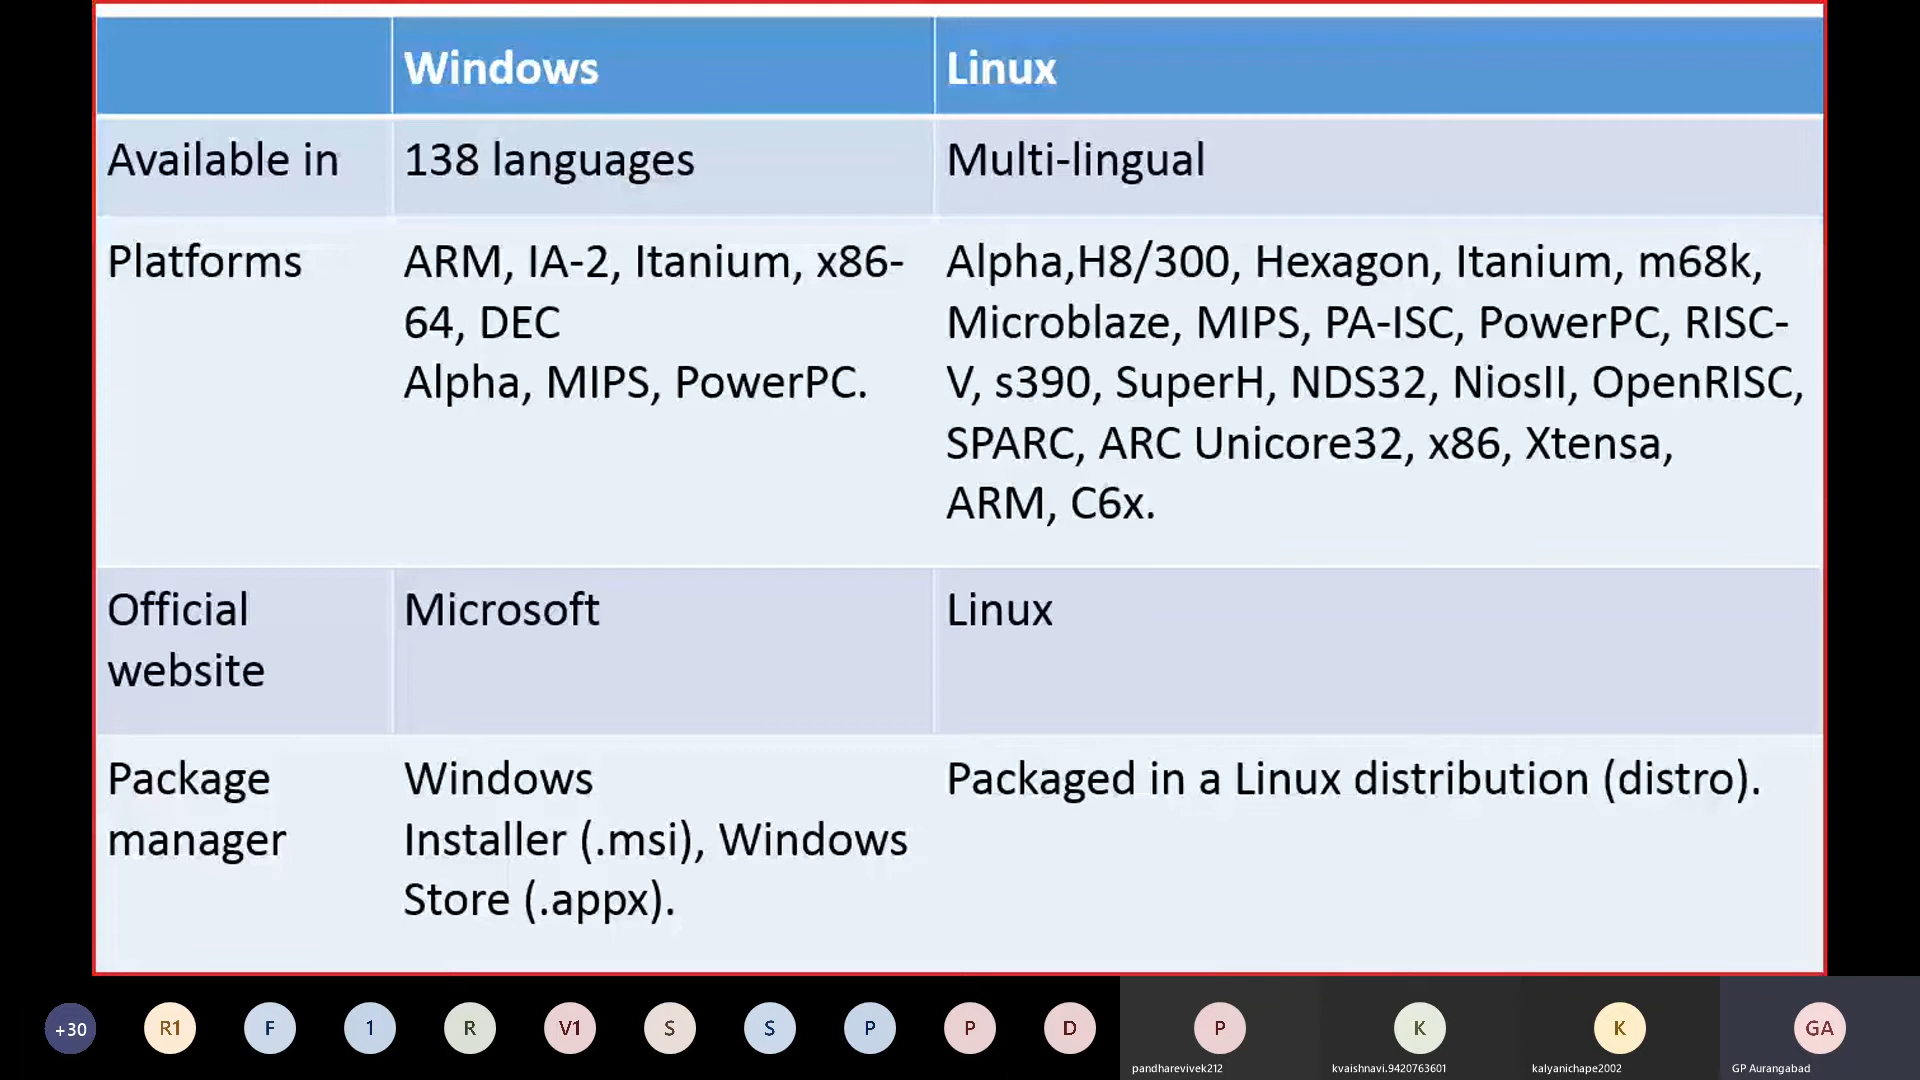 Windows
Linux
Available in
138 languages
Multi-lingual
Platforms
ARM, IA-2, Itanium, x86-
64, DEC
Alpha, MIPS, PowerPC.
Alpha,H8/300, Hexagon, Itanium, m68k,
Microblaze, MIPS, PA-ISC, PowerPC, RISC-
V, s390, SuperH, NDS32, NiosII, OpenRISC,
SPARC, ARC Unicore32, x86, Xtensa,
ARM, C6x.
Official
website
Microsoft
Linux
Package
manager
Windows
Installer (.msi), Windows
Store (.appx).
Packaged in a Linux distribution (distro).
+30
R1
F
1
R
V1
S
S
P
P
D
P
K
K
GA
pandharevivek212
kvaishnavi.9420763601
kalyanichape2002
GP Aurangabad